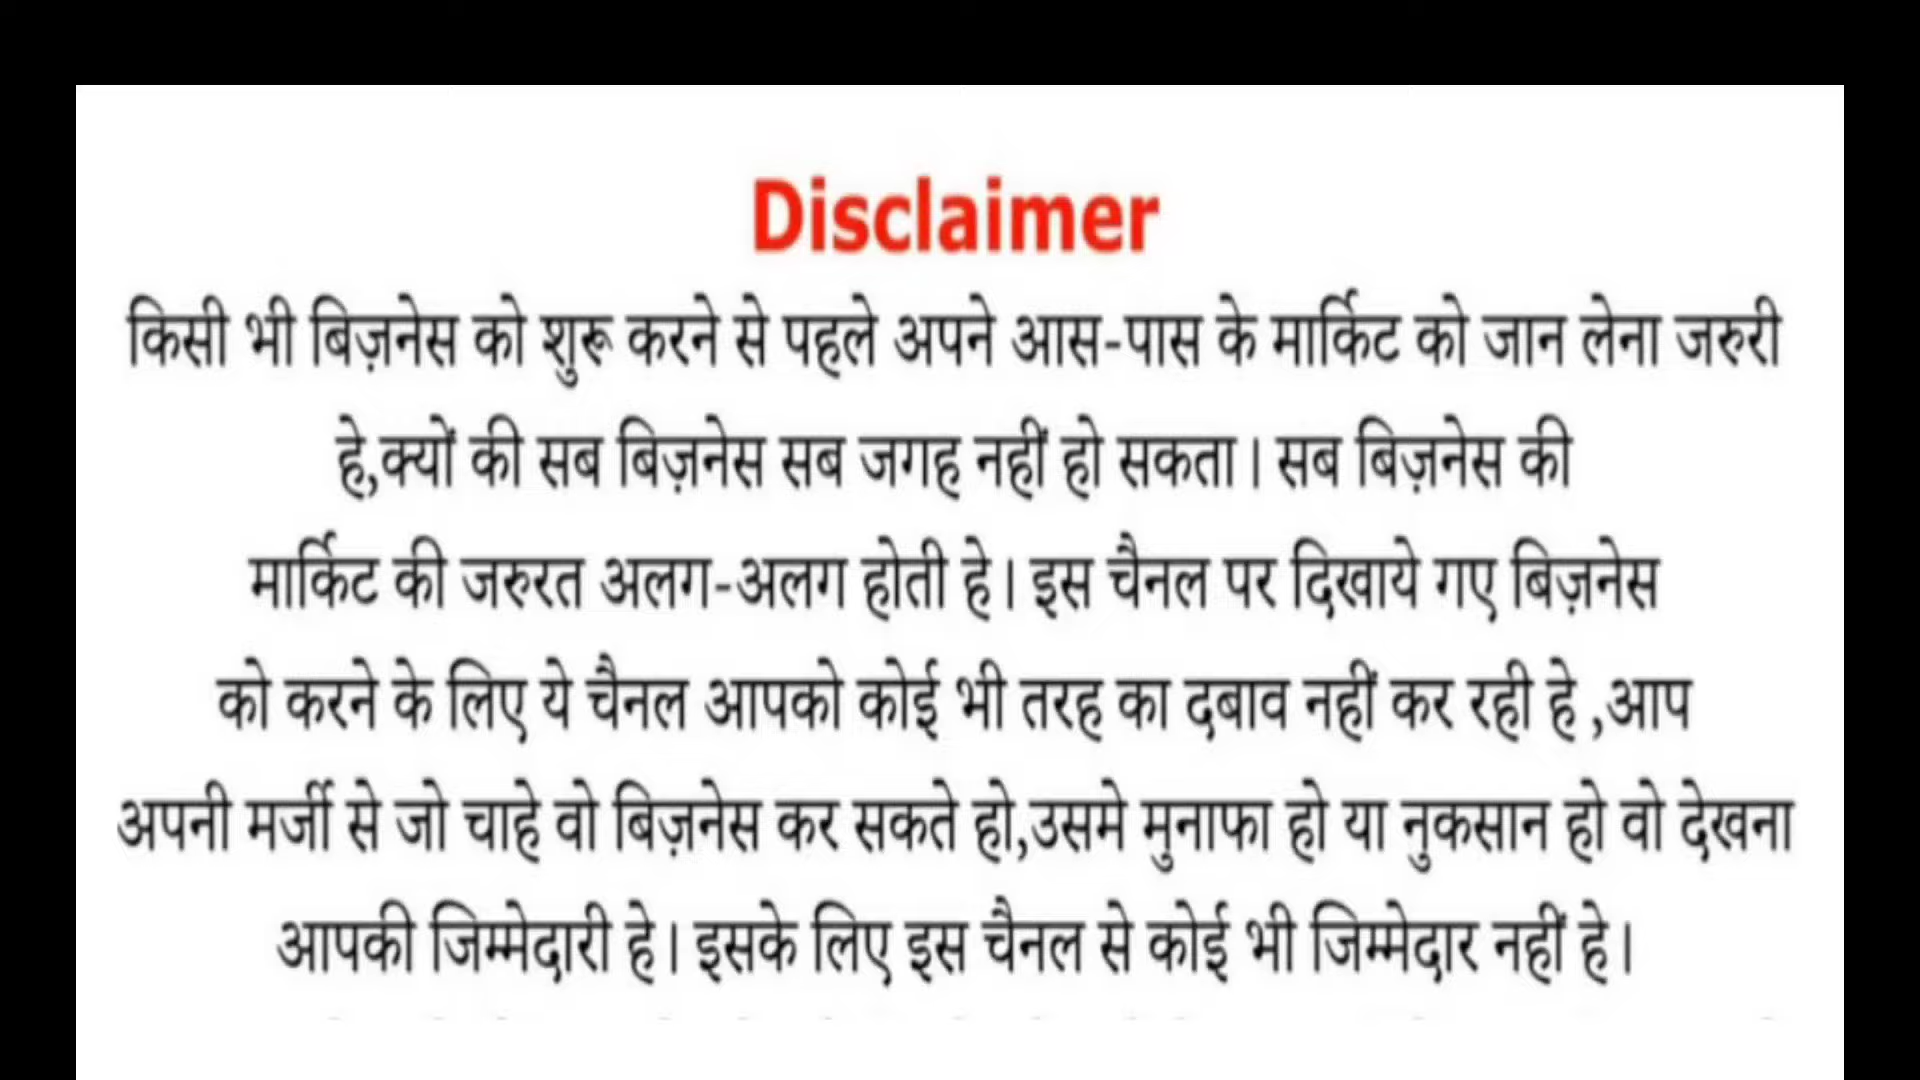 Disclaimer
किसी भी बिज़नेस को शुरू करने से पहले अपने आस-पास के मार्किट को जान लेना जरुरी
हे,क्यों की सब बिज़नेस सब जगह नहीं हो सकता। सब बिज़नेस की
मार्किट की जरुरत अलग-अलग होती हे। इस चैनल पर दिखाये गए बिज़नेस
को करने के लिए ये चैनल आपको कोई भी तरह का दबाव नहीं कर रही हे ,आप
अपनी मर्जी से जो चाहे वो बिज़नेस कर सकते हो,उसमे मुनाफा हो या नुकसान हो वो देखना
आपकी जिम्मेदारी हे। इसके लिए इस चैनल से कोई भी जिम्मेदार नहीं हे।